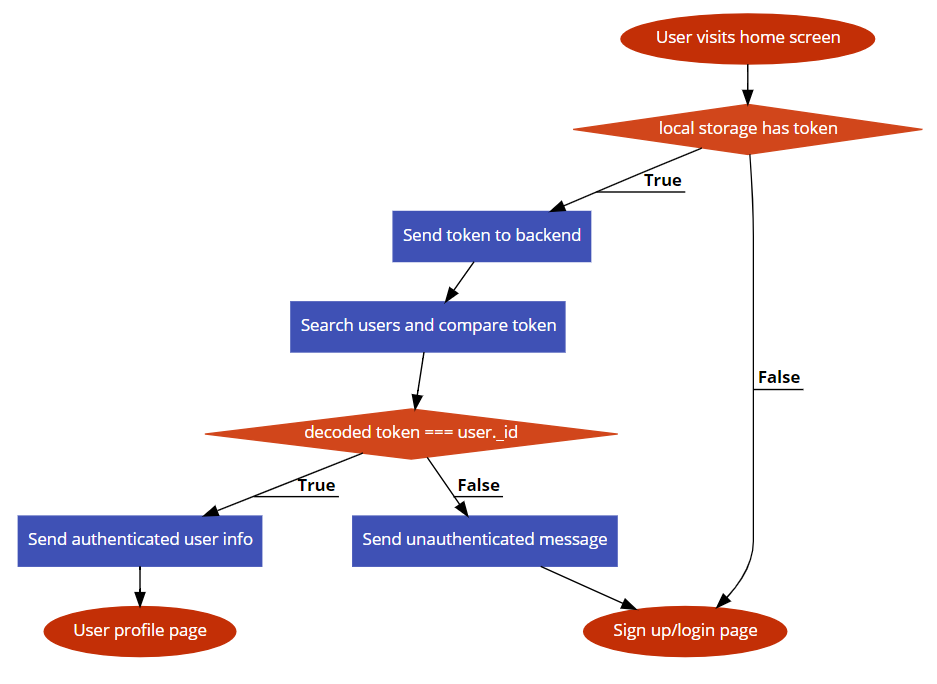 User visits home screen
local storage has token
True
Send token to backend
Search users and compare token
False
decoded token === user._id
True
False
Send authenticated user info
Send unauthenticated message
User profile page
Sign up/login page